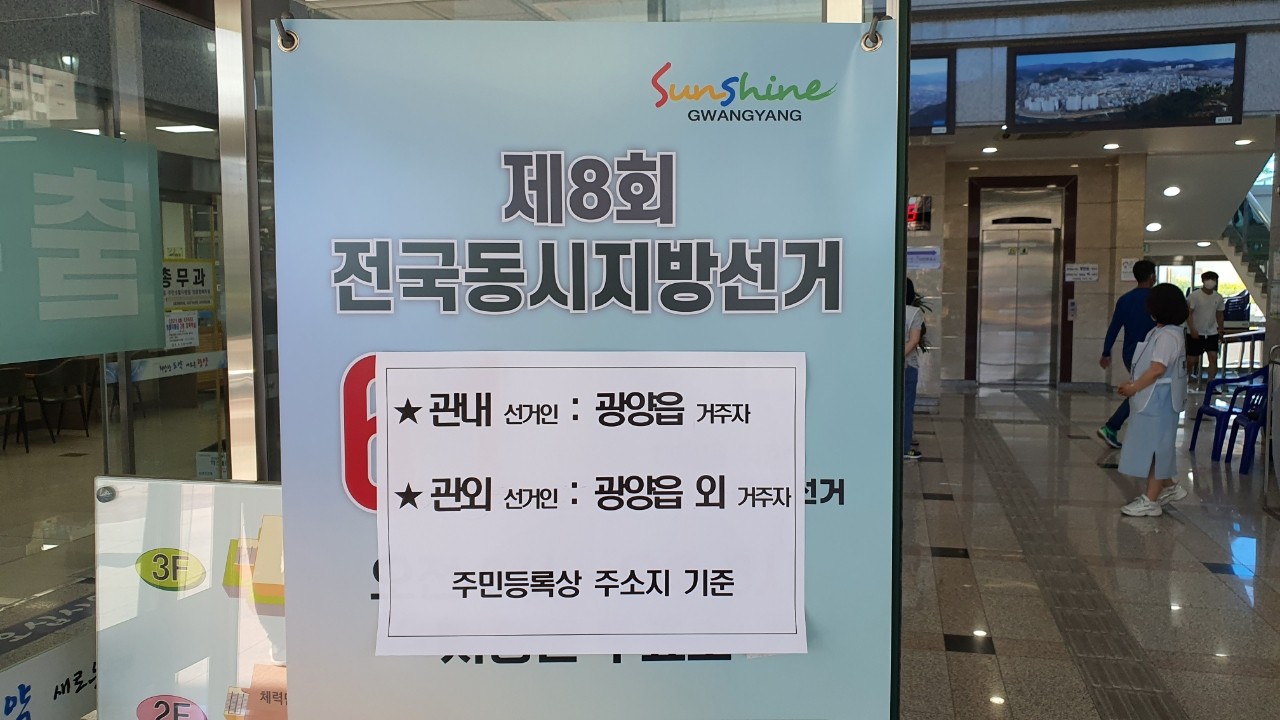 Sunshine
GWANGYANG
제8회
전국동시지방선거
★ 관내 선거인 : 광양읍 거주자
★ 관외 선거인 : 광양읍 외 거주자
선거
주민등록상 주소지 기준
총무과
3F
2F
새로